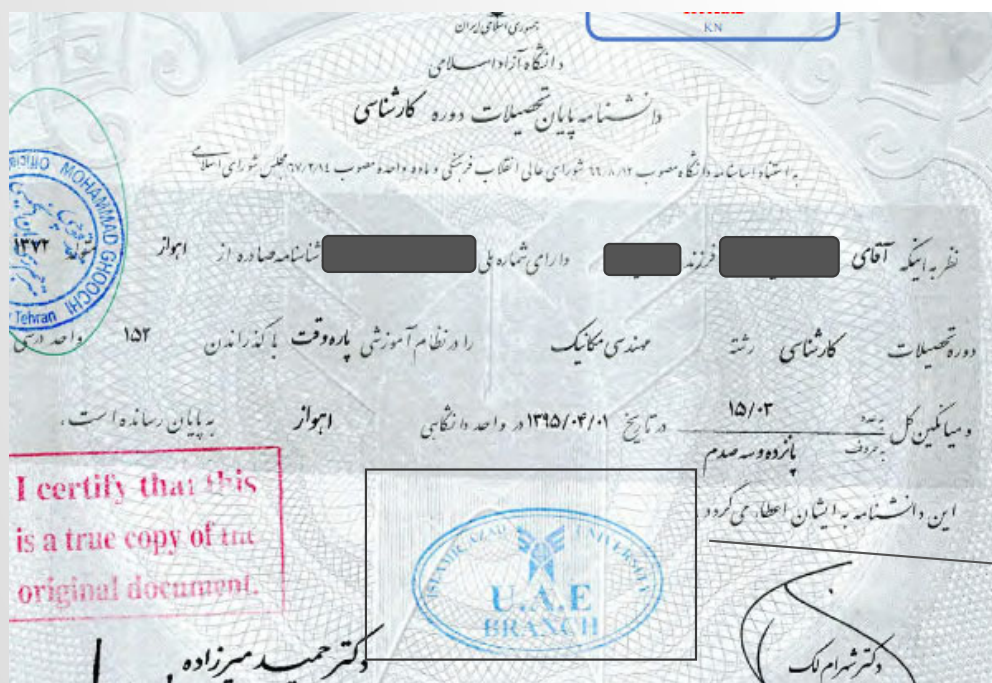 KN
جمهوری اسلامی ایران
دانشگاه آزاد اسلامی
دانشنامه پایان تحصیلات دوره کارشناسی
به استناد اساسنامه دانشگاه مصوب ۶۶/۸/۱۲ شورای عالی انقلاب فرهنگی و ماده واحده مصوب ۶۷/۲/۱۴ مجلس شورای اسلامی
نظر به اینکه آقای فرزند دارای شماره ملی شناسنامه صادره از اهواز متولد ۱۳۷۲
دوره تحصیلات کارشناسی رشته مهندسی مکانیک را در نظام آموزشی پاره وقت با گذراندن ۱۵۲ واحد درسی
و میانگین کل به عدد ۱۵/۰۳ در تاریخ ۱۳۹۵/۰۴/۰۱ در واحد دانشگاهی اهواز به پایان رسانده است.
به حروف پانزده و سه صدم
این دانشنامه به ایشان اعطا می گردد.
MOHAMMAD GHOOCHI
Tehran
I certify that this
is a true copy of the
original document.
ISLAMIC AZAD UNIVERSITY
U.A.E
BRANCH
دکتر حمید میرزاده
دکتر شهرام لک